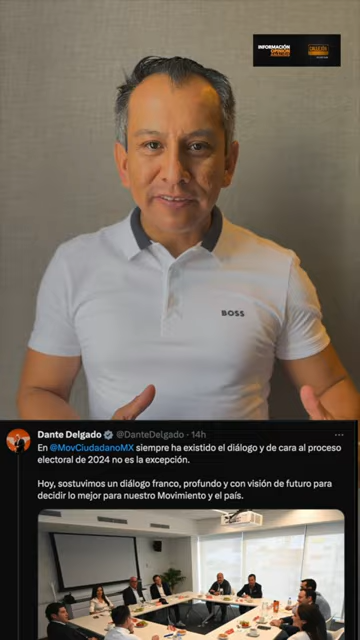 INFORMACIÓN
OPINIÓN
BOSS
Dante Delgado @DanteDelgado · 14h
En @MovCiudadanoMX siempre ha existido el diálogo y de cara al proceso
electoral de 2024 no es la excepción.
Hoy, sostuvimos un diálogo franco, profundo y con visión de futuro para
decidir lo mejor para nuestro Movimiento y el país.